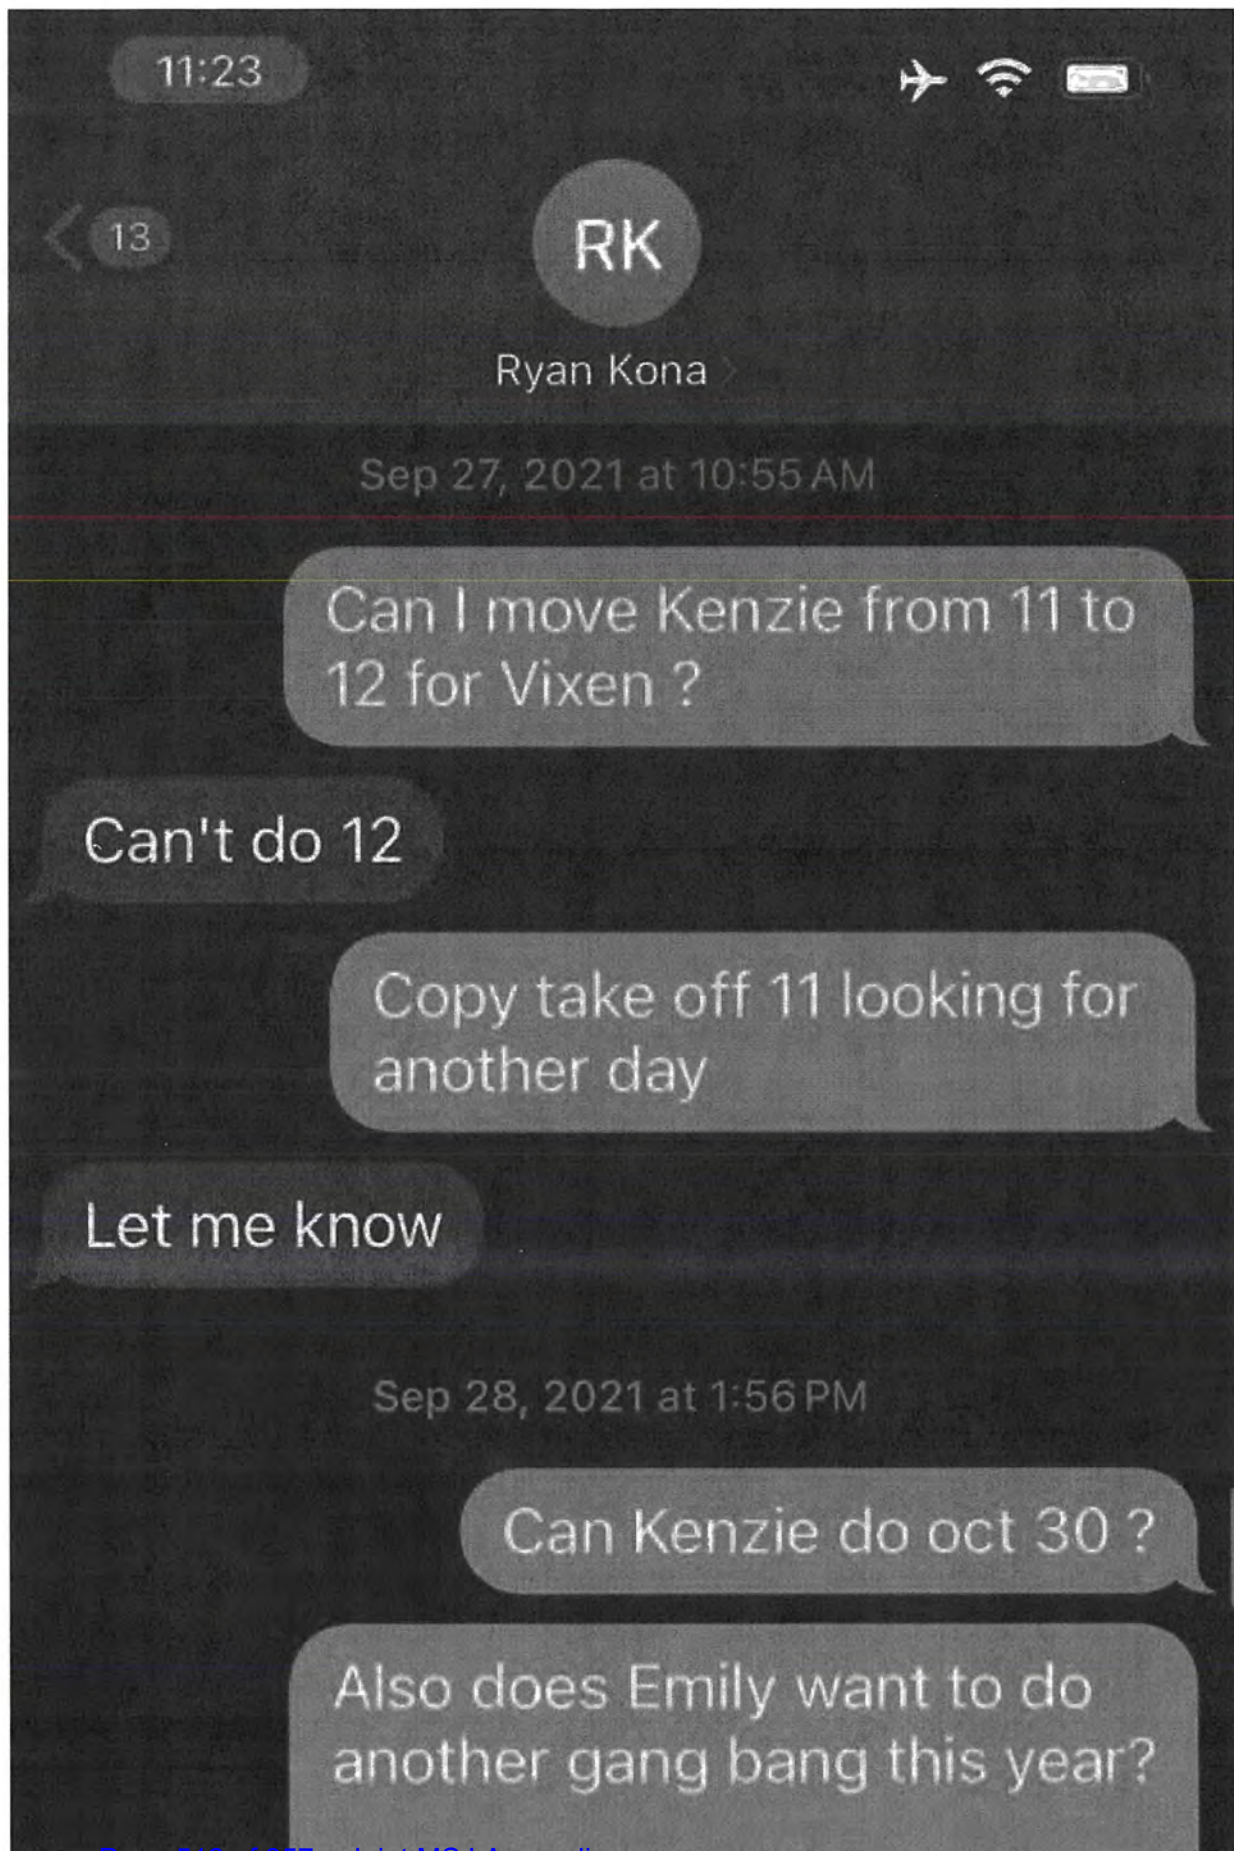 11:23
13
RK
Ryan Kona
Sep 27, 2021 at 10:55 AM
Can I move Kenzie from 11 to
12 for Vixen ?
Can't do 12
Copy take off 11 looking for
another day
Let me know
Sep 28, 2021 at 1:56 PM
Can Kenzie do oct 30 ?
Also does Emily want to do
another gang bang this year?